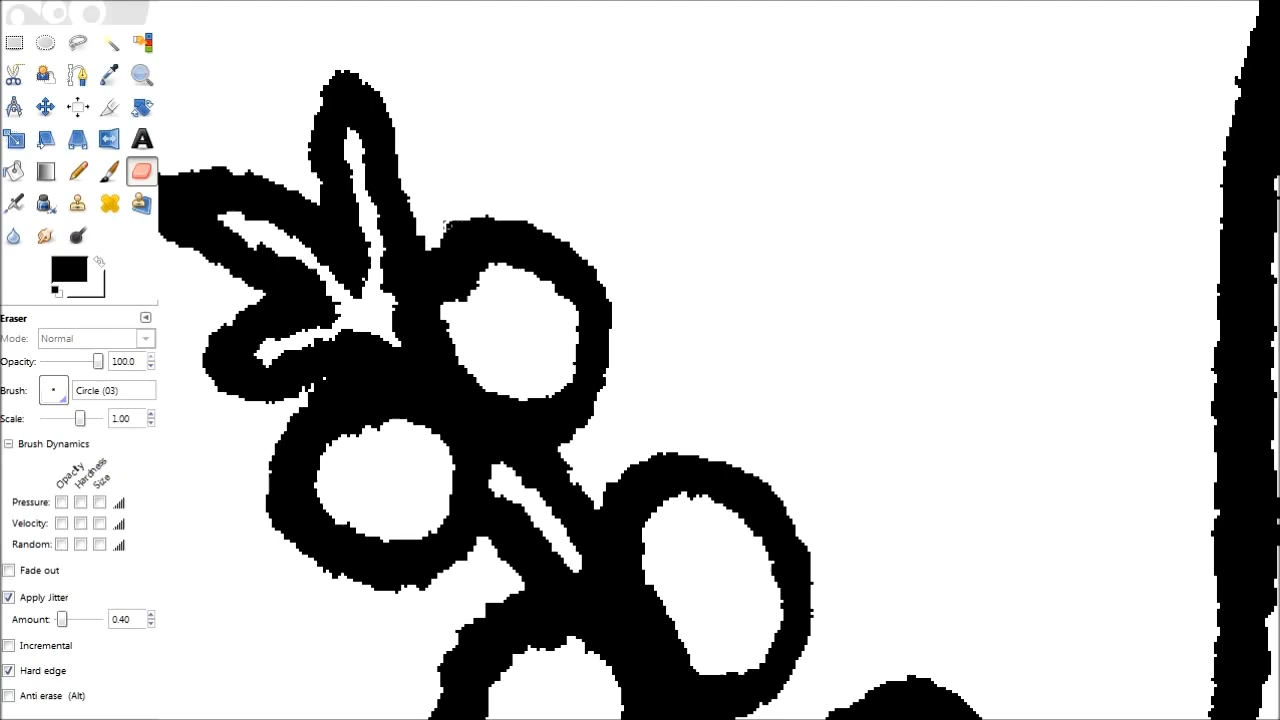 Eraser
Mode: Normal
Opacity: 100.0
Brush: Circle (03)
Scale: 1.00
Brush Dynamics
Opacity Hardness Size
Pressure:
Velocity:
Random:
Fade out
Apply Jitter
Amount: 0.40
Incremental
Hard edge
Anti erase (Alt)